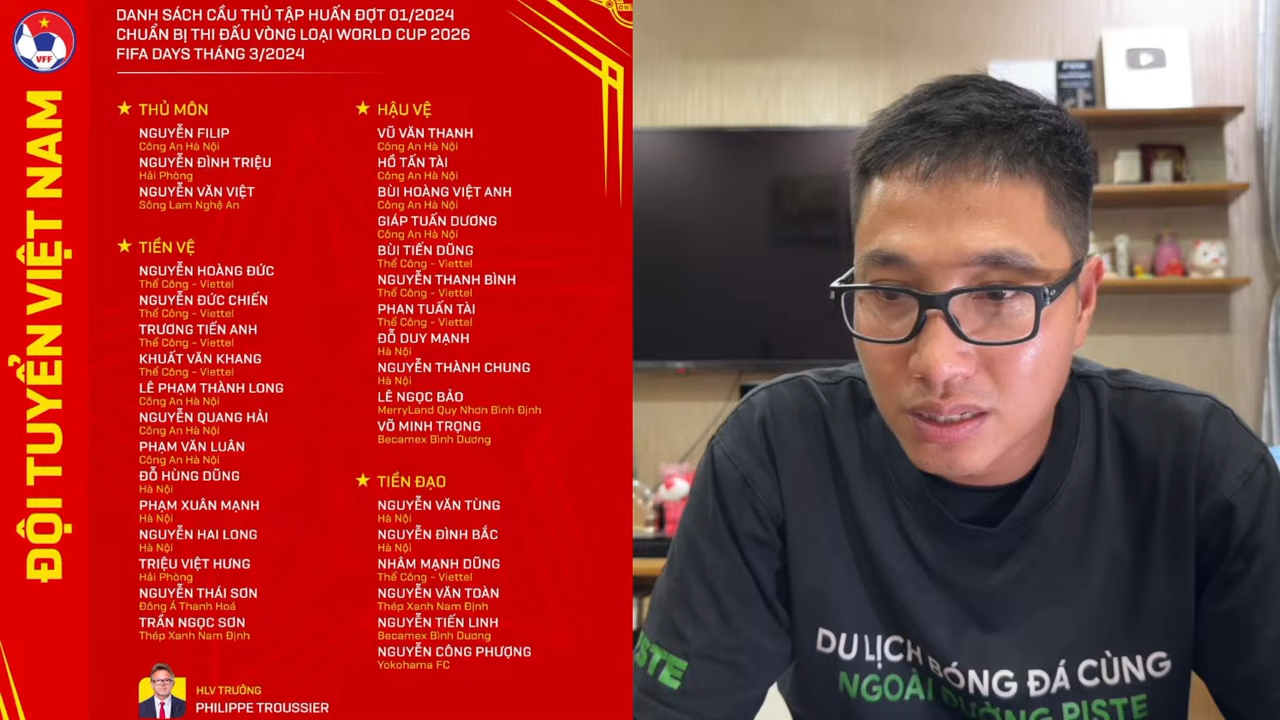 VFF
ĐỘI TUYỂN VIỆT NAM
DANH SÁCH CẦU THỦ TẬP HUẤN ĐỢT 01/2024
CHUẨN BỊ THI ĐẤU VÒNG LOẠI WORLD CUP 2026
FIFA DAYS THÁNG 3/2024
THỦ MÔN
NGUYỄN FILIP
Công An Hà Nội
NGUYỄN ĐÌNH TRIỆU
Hải Phòng
NGUYỄN VĂN VIỆT
Sông Lam Nghệ An
TIỀN VỆ
NGUYỄN HOÀNG ĐỨC
Thể Công - Viettel
NGUYỄN ĐỨC CHIẾN
Thể Công - Viettel
TRƯƠNG TIẾN ANH
Thể Công - Viettel
KHUẤT VĂN KHANG
Thể Công - Viettel
LÊ PHẠM THÀNH LONG
Công An Hà Nội
NGUYỄN QUANG HẢI
Công An Hà Nội
PHẠM VĂN LUÂN
Công An Hà Nội
ĐỖ HÙNG DŨNG
Hà Nội
PHẠM XUÂN MẠNH
Hà Nội
NGUYỄN HAI LONG
Hà Nội
TRIỆU VIỆT HƯNG
Hải Phòng
NGUYỄN THÁI SƠN
Đông Á Thanh Hoá
TRẦN NGỌC SƠN
Thép Xanh Nam Định
HLV TRƯỞNG
PHILIPPE TROUSSIER
HẬU VỆ
VŨ VĂN THANH
Công An Hà Nội
HỒ TẤN TÀI
Công An Hà Nội
BÙI HOÀNG VIỆT ANH
Công An Hà Nội
GIÁP TUẤN DƯƠNG
Công An Hà Nội
BÙI TIẾN DŨNG
Thể Công - Viettel
NGUYỄN THANH BÌNH
Thể Công - Viettel
PHAN TUẤN TÀI
Thể Công - Viettel
ĐỖ DUY MẠNH
Hà Nội
NGUYỄN THÀNH CHUNG
Hà Nội
LÊ NGỌC BẢO
MerryLand Quy Nhơn Bình Định
VÕ MINH TRỌNG
Becamex Bình Dương
TIỀN ĐẠO
NGUYỄN VĂN TÙNG
Hà Nội
NGUYỄN ĐÌNH BẮC
Hà Nội
NHÂM MẠNH DŨNG
Thể Công - Viettel
NGUYỄN VĂN TOÀN
Thép Xanh Nam Định
NGUYỄN TIẾN LINH
Becamex Bình Dương
NGUYỄN CÔNG PHƯỢNG
Yokohama FC
DU LỊCH BÓNG ĐÁ CÙNG
NGOÀI ĐƯỜNG PISTE